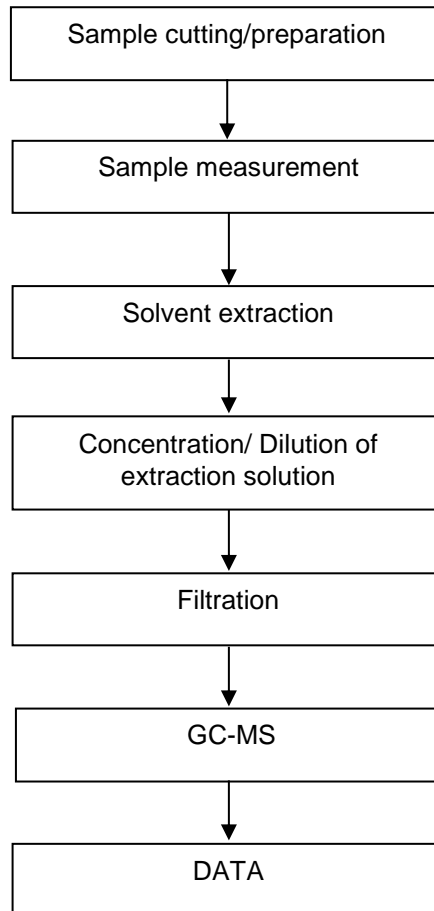 Sample cutting/preparation
Sample measurement
Solvent extraction
Concentration/ Dilution of
extraction solution
Filtration
GC-MS
DATA